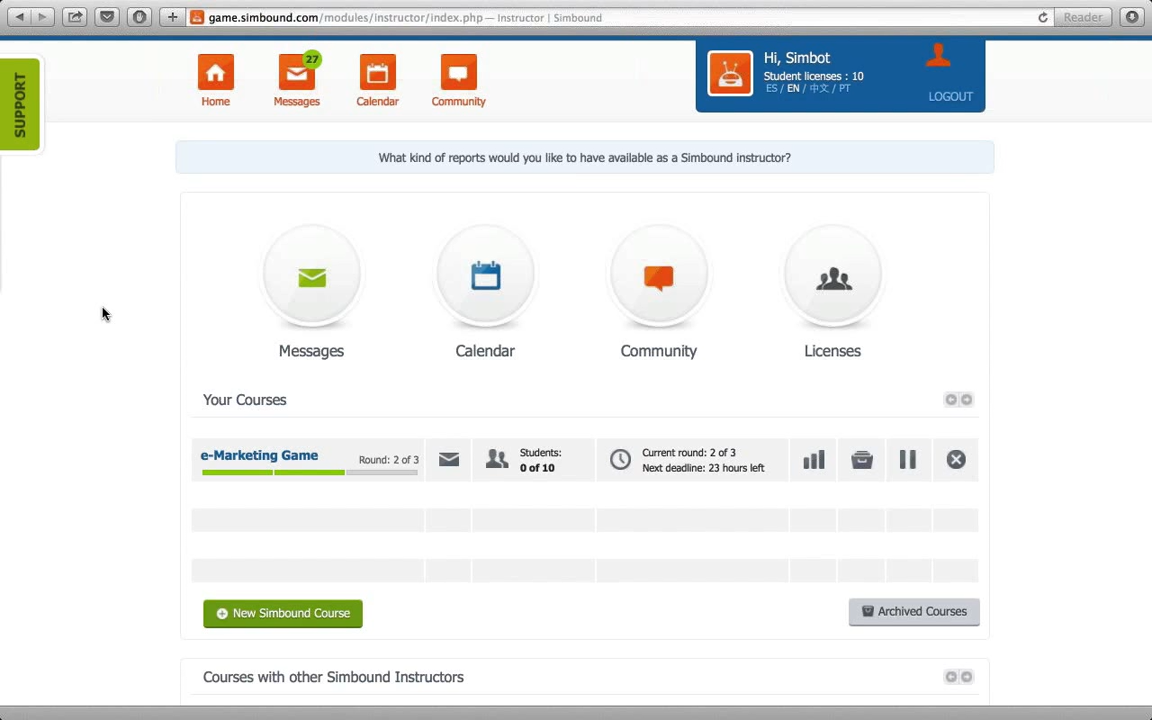 game.simbound.com/modules/instructor/index.php — Instructor | Simbound
Reader
SUPPORT
Home
Messages
27
Calendar
Community
Hi, Simbot
Student licenses : 10
ES / EN / 中文 / PT
LOGOUT
What kind of reports would you like to have available as a Simbound instructor?
Messages
Calendar
Community
Licenses
Your Courses
e-Marketing Game
Round: 2 of 3
Students:
0 of 10
Current round: 2 of 3
Next deadline: 23 hours left
New Simbound Course
Archived Courses
Courses with other Simbound Instructors